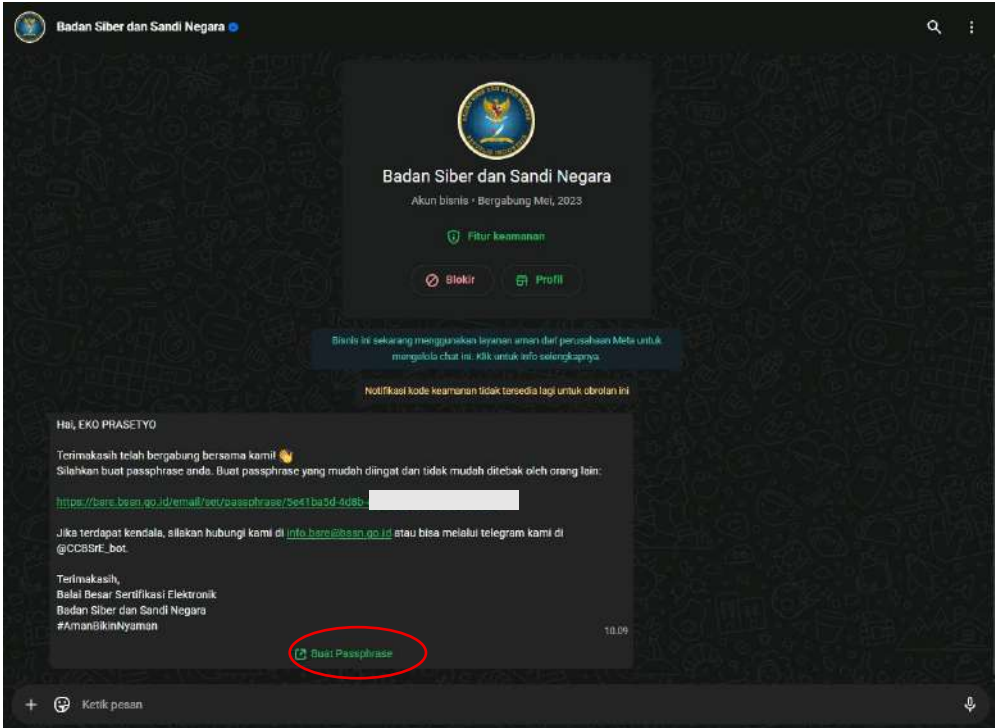 Badan Siber dan Sandi Negara
Badan Siber dan Sandi Negara
Akun bisnis • Bergabung Mei, 2023
Fitur keamanan
Blokir
Profil
Bisnis ini sekarang menggunakan layanan aman dari perusahaan Meta untuk
mengelola chat ini. Klik untuk info selengkapnya.
Notifikasi kode keamanan tidak tersedia lagi untuk obrolan ini
Hai, EKO PRASETYO
Terimakasih telah bergabung bersama kami! 👋
Silahkan buat passphrase anda. Buat passphrase yang mudah diingat dan tidak mudah ditebak oleh orang lain:
https://bsre.bssn.go.id/email/set/passphrase/5e41ba5d-4d8b-
Jika terdapat kendala, silakan hubungi kami di info.bsre@bssn.go.id atau bisa melalui telegram kami di
@CCBSrE_bot.
Terimakasih,
Balai Besar Sertifikasi Elektronik
Badan Siber dan Sandi Negara
#AmanBikinNyaman
10.09
Buat Passphrase
Ketik pesan